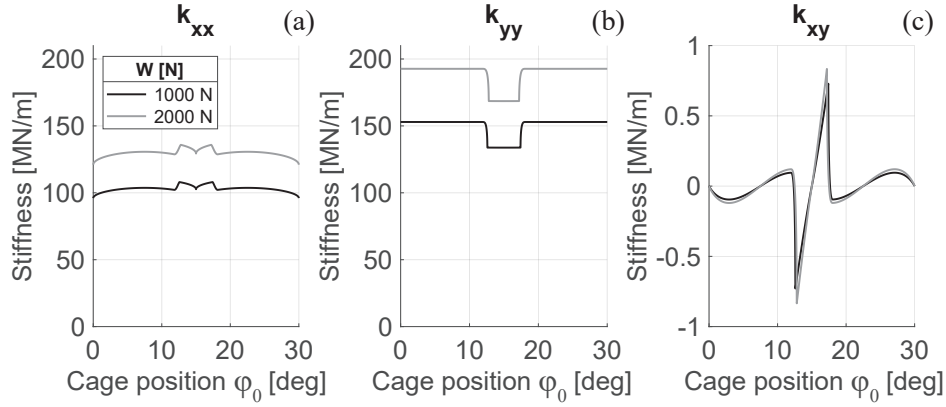 k_xx (a)
Stiffness [MN/m]
200
150
100
50
0
W [N]
1000 N
2000 N
0 10 20 30
Cage position φ_0 [deg]
k_yy (b)
Stiffness [MN/m]
200
150
100
50
0
0 10 20 30
Cage position φ_0 [deg]
k_xy (c)
Stiffness [MN/m]
1
0.5
0
-0.5
-1
0 10 20 30
Cage position φ_0 [deg]